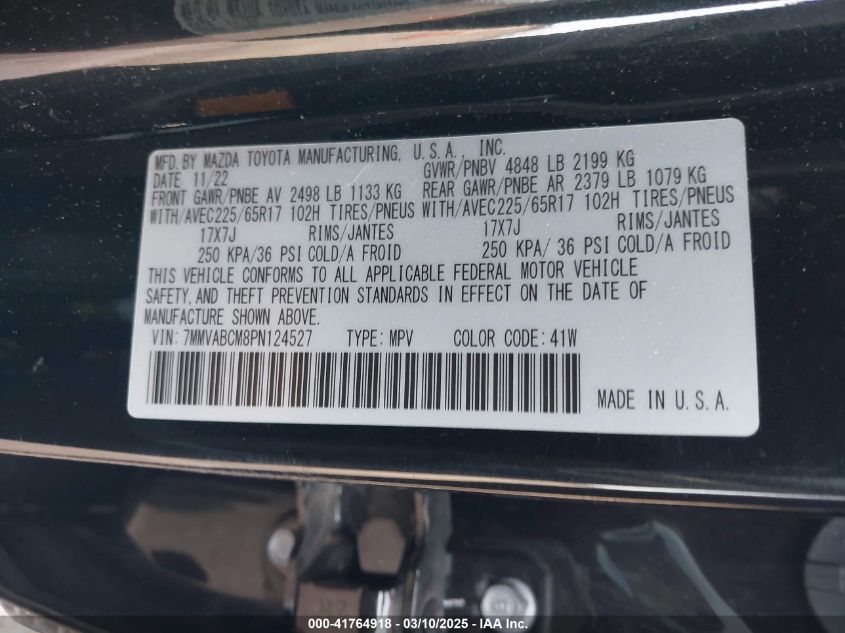 MFD. BY MAZDA TOYOTA MANUFACTURING, U.S.A., INC.
DATE 11/22 GVWR/PNBV 4848 LB 2199 KG
FRONT GAWR/PNBE AV 2498 LB 1133 KG REAR GAWR/PNBE AR 2379 LB 1079 KG
WITH/AVEC225/65R17 102H TIRES/PNEUS WITH/AVEC225/65R17 102H TIRES/PNEUS
17X7J RIMS/JANTES 17X7J RIMS/JANTES
250 KPA/36 PSI COLD/A FROID 250 KPA/ 36 PSI COLD/A FROID
THIS VEHICLE CONFORMS TO ALL APPLICABLE FEDERAL MOTOR VEHICLE
SAFETY, AND THEFT PREVENTION STANDARDS IN EFFECT ON THE DATE OF
MANUFACTURE SHOWN ABOVE.
VIN: 7MMVABCM8PN124527 TYPE: MPV COLOR CODE: 41W
MADE IN U.S.A.
000-41764918 - 03/10/2025 - IAA Inc.